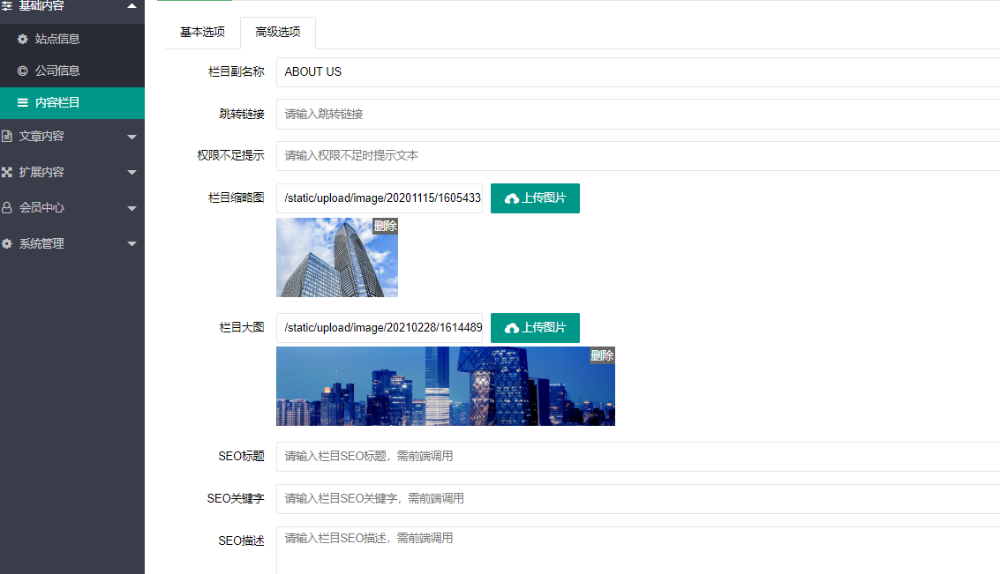 基础内容
站点信息
公司信息
内容栏目
文章内容
扩展内容
会员中心
系统管理
基本选项
高级选项
栏目副名称
ABOUT US
跳转链接
请输入跳转链接
权限不足提示
请输入权限不足时提示文本
栏目缩略图
/static/upload/image/20201115/1605433
上传图片
删除
栏目大图
/static/upload/image/20210228/1614489
上传图片
删除
SEO标题
请输入栏目SEO标题，需前端调用
SEO关键字
请输入栏目SEO关键字，需前端调用
SEO描述
请输入栏目SEO描述，需前端调用